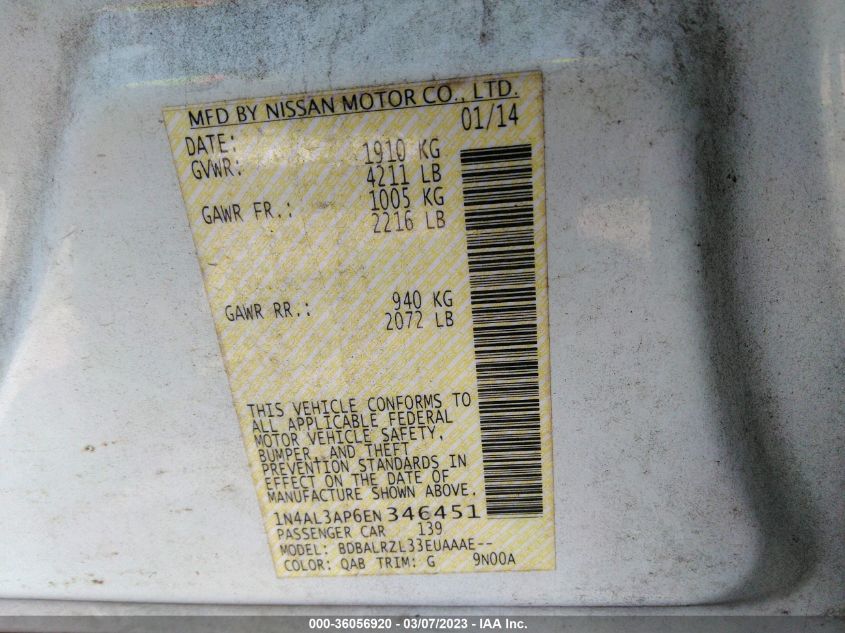 MFD BY NISSAN MOTOR CO., LTD.
DATE: 01/14
GVWR: 1910 KG
4211 LB
GAWR FR.: 1005 KG
2216 LB
GAWR RR.: 940 KG
2072 LB
THIS VEHICLE CONFORMS TO
ALL APPLICABLE FEDERAL
MOTOR VEHICLE SAFETY,
BUMPER, AND THEFT
PREVENTION STANDARDS IN
EFFECT ON THE DATE OF
MANUFACTURE SHOWN ABOVE.
1N4AL3AP6EN346451
PASSENGER CAR 139
MODEL: BDBALRZL33EUAAAE--
COLOR: QAB TRIM: G 9N00A
000-36056920 — 03/07/2023 — IAA Inc.